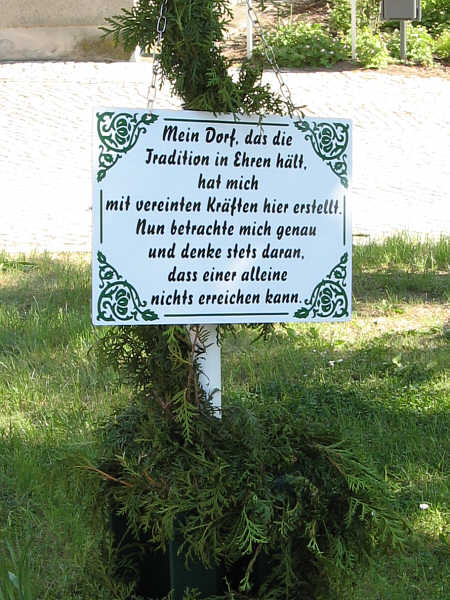 Mein Dorf, das die
Tradition in Ehren hält,
hat mich
mit vereinten Kräften hier erstellt.
Nun betrachte mich genau
und denke stets daran,
dass einer alleine
nichts erreichen kann.